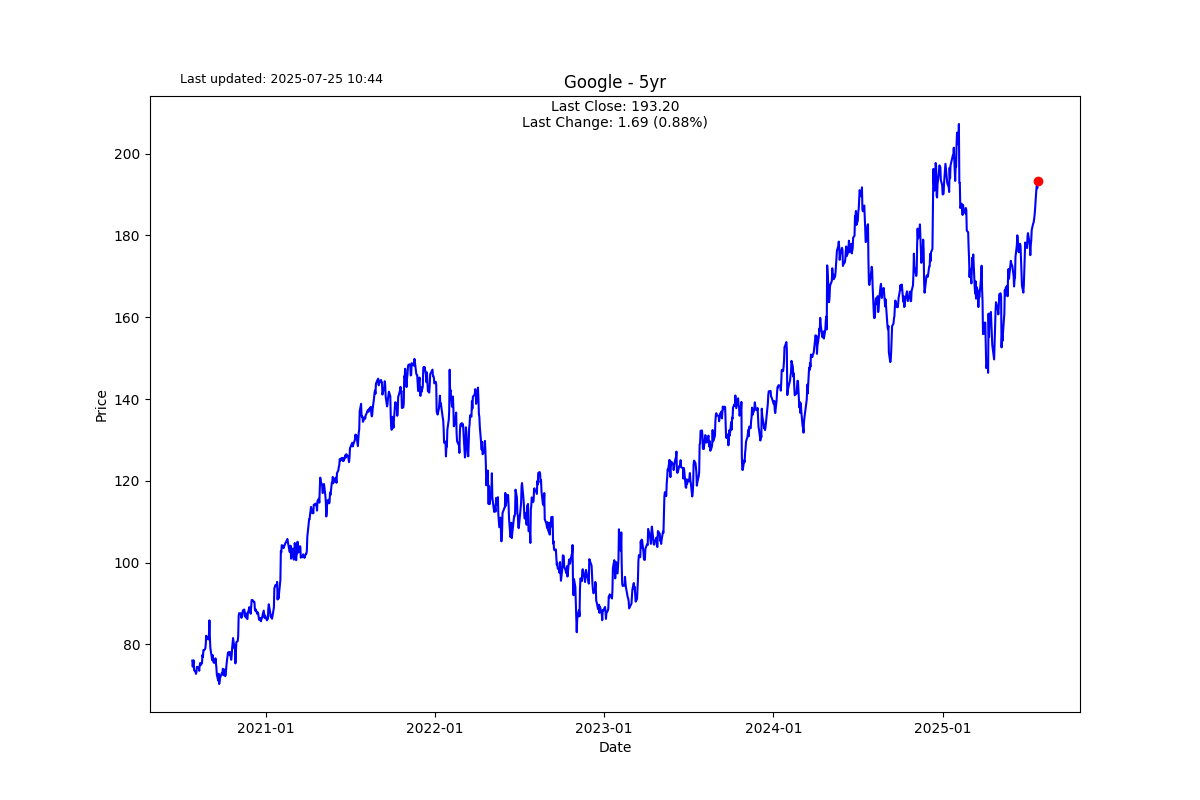 Last updated: 2025-07-25 10:44
Google - 5yr
Last Close: 193.20
Last Change: 1.69 (0.88%)
Price
200
180
160
140
120
100
80
2021-01
2022-01
2023-01
2024-01
2025-01
Date